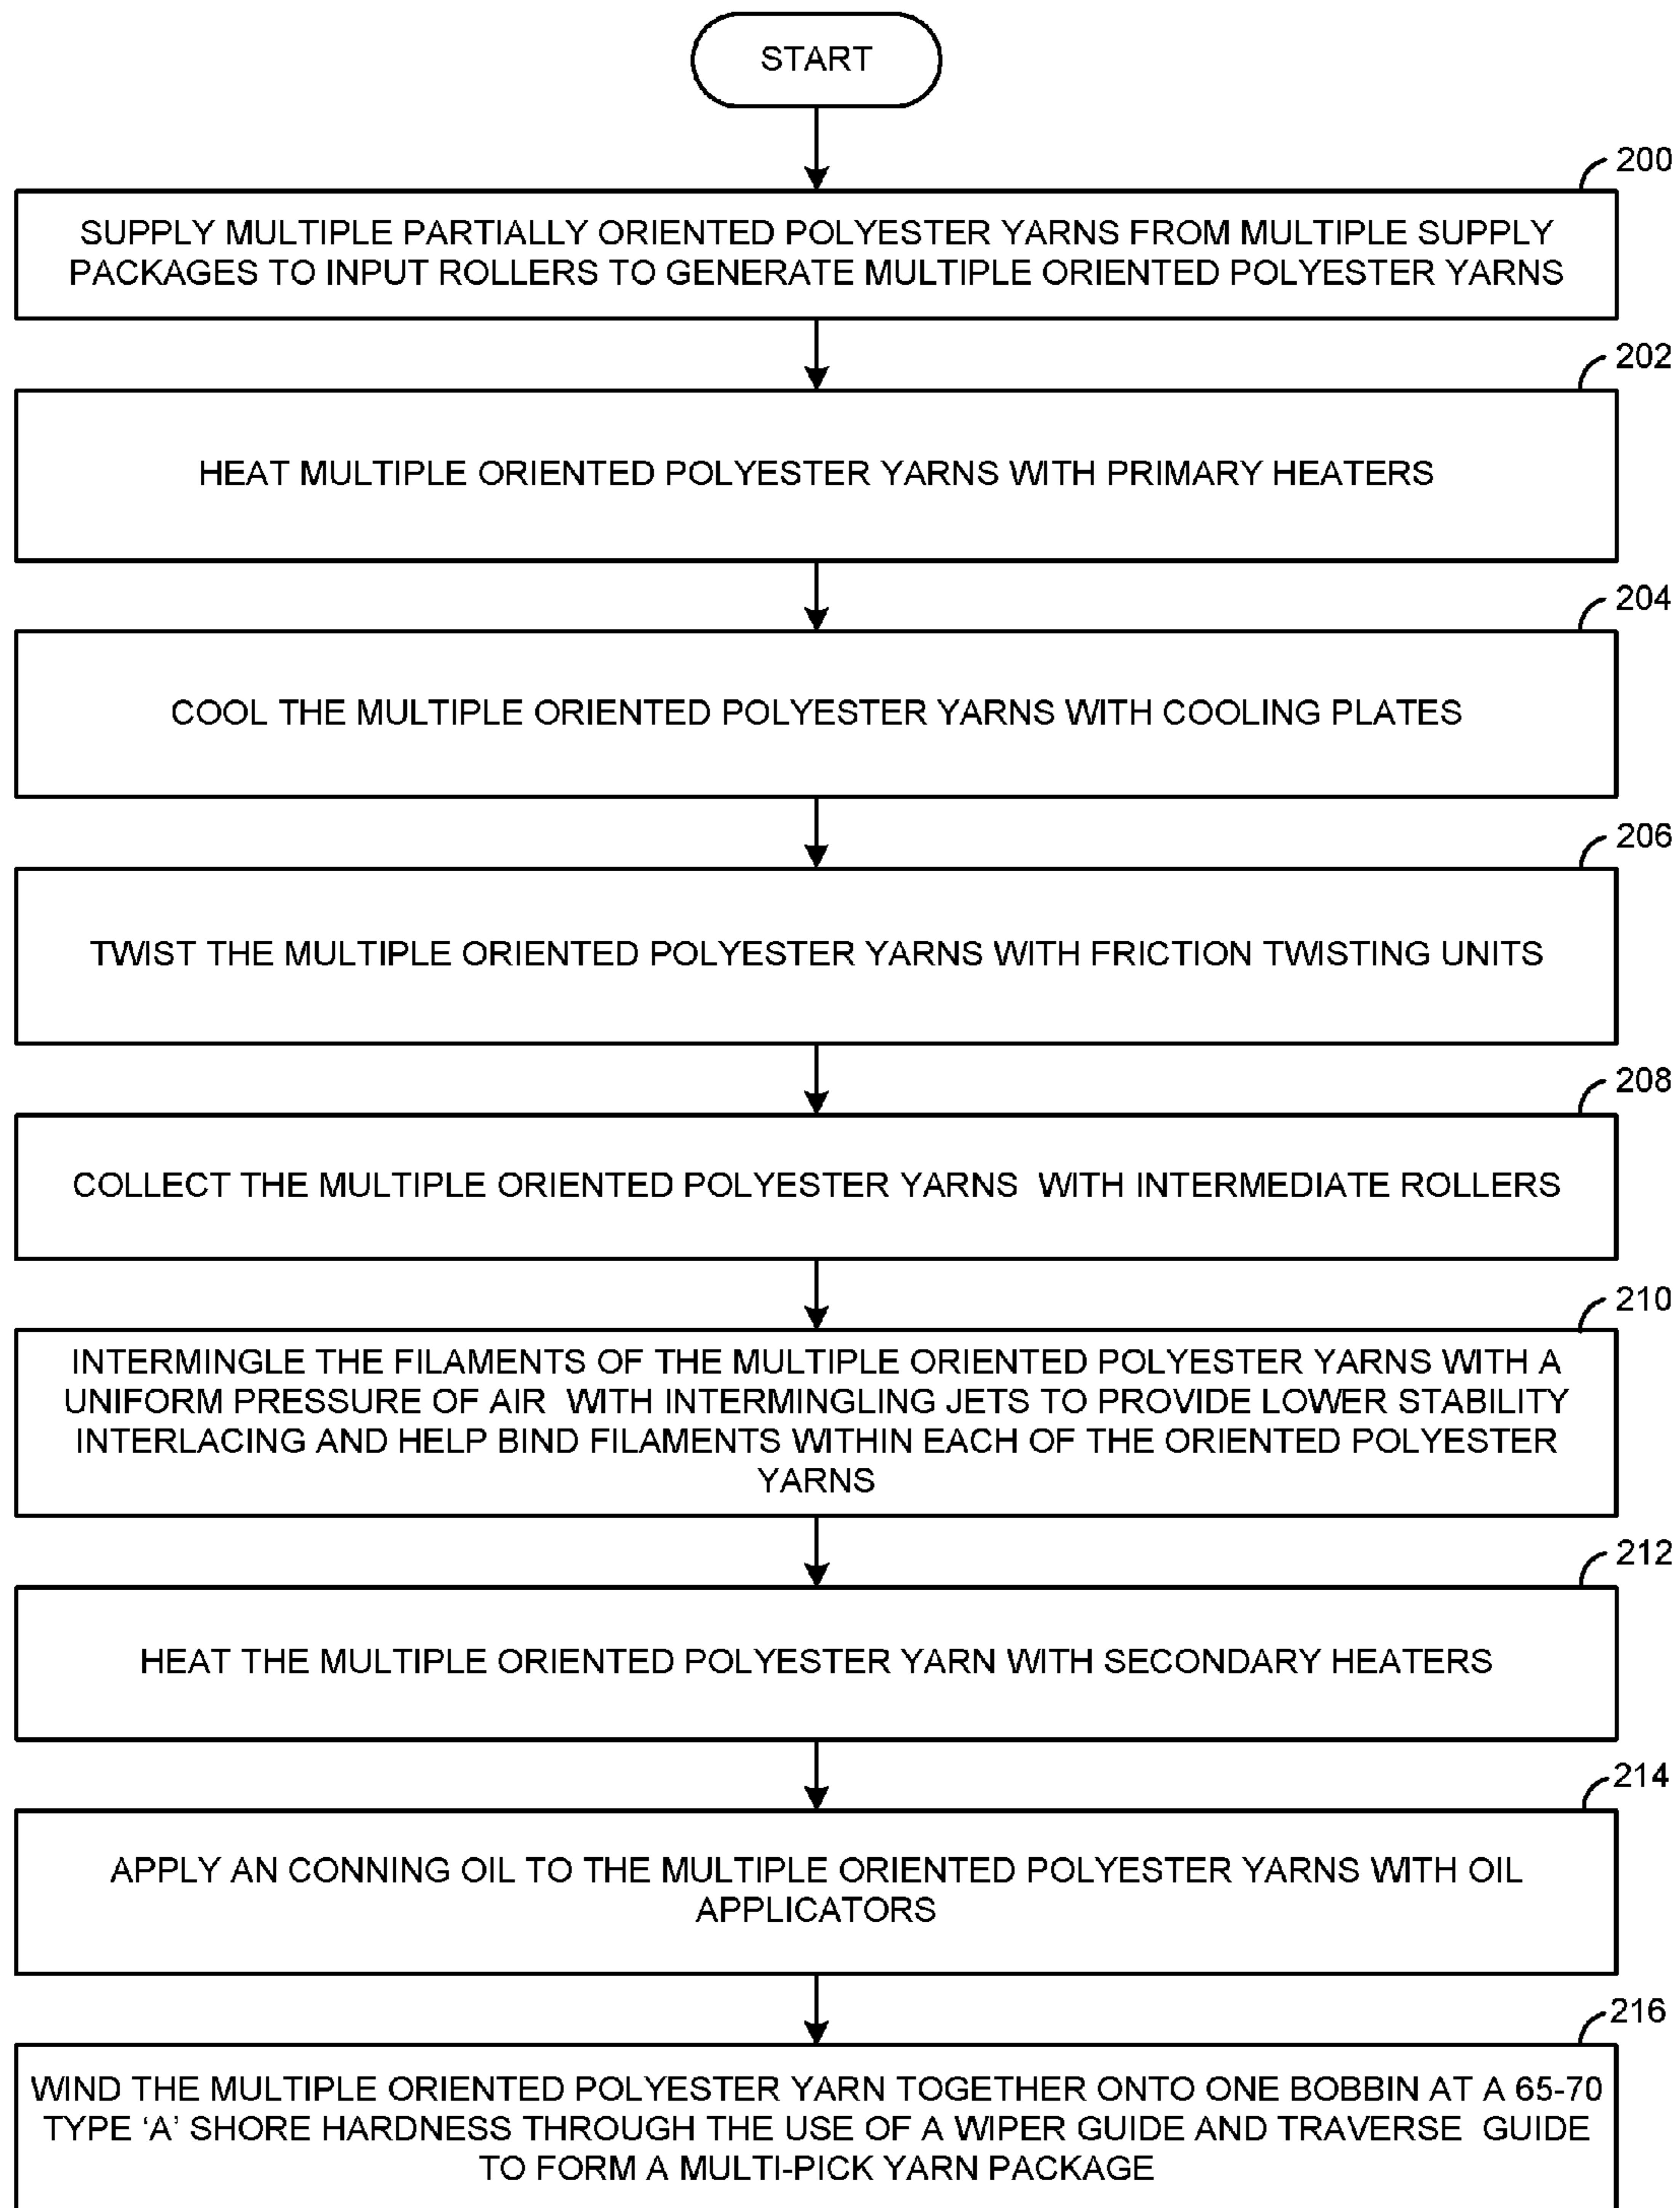 START
200
SUPPLY MULTIPLE PARTIALLY ORIENTED POLYESTER YARNS FROM MULTIPLE SUPPLY
PACKAGES TO INPUT ROLLERS TO GENERATE MULTIPLE ORIENTED POLYESTER YARNS
202
HEAT MULTIPLE ORIENTED POLYESTER YARNS WITH PRIMARY HEATERS
204
COOL THE MULTIPLE ORIENTED POLYESTER YARNS WITH COOLING PLATES
206
TWIST THE MULTIPLE ORIENTED POLYESTER YARNS WITH FRICTION TWISTING UNITS
208
COLLECT THE MULTIPLE ORIENTED POLYESTER YARNS WITH INTERMEDIATE ROLLERS
210
INTERMINGLE THE FILAMENTS OF THE MULTIPLE ORIENTED POLYESTER YARNS WITH A
UNIFORM PRESSURE OF AIR WITH INTERMINGLING JETS TO PROVIDE LOWER STABILITY
INTERLACING AND HELP BIND FILAMENTS WITHIN EACH OF THE ORIENTED POLYESTER
YARNS
212
HEAT THE MULTIPLE ORIENTED POLYESTER YARN WITH SECONDARY HEATERS
214
APPLY AN CONNING OIL TO THE MULTIPLE ORIENTED POLYESTER YARNS WITH OIL
APPLICATORS
216
WIND THE MULTIPLE ORIENTED POLYESTER YARN TOGETHER ONTO ONE BOBBIN AT A 65-70
TYPE ‘A’ SHORE HARDNESS THROUGH THE USE OF A WIPER GUIDE AND TRAVERSE GUIDE
TO FORM A MULTI-PICK YARN PACKAGE